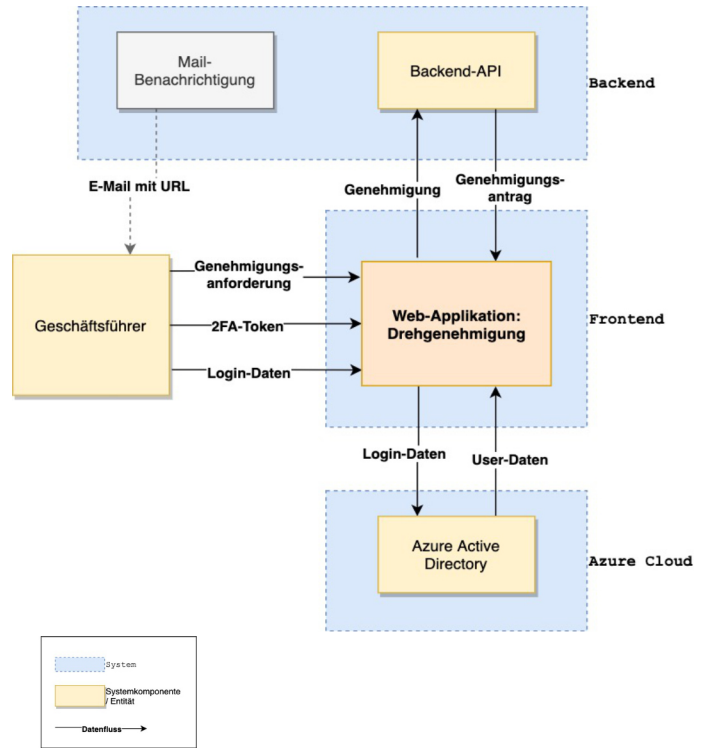 Mail-
Benachrichtigung
Backend-API
Backend
E-Mail mit URL
Genehmigung
Genehmigungs-
antrag
Geschäftsführer
Genehmigungs-
anforderung
2FA-Token
Login-Daten
Web-Applikation:
Drehgenehmigung
Frontend
Login-Daten
User-Daten
Azure Active
Directory
Azure Cloud
System
Systemkomponente
/ Entität
Datenfluss